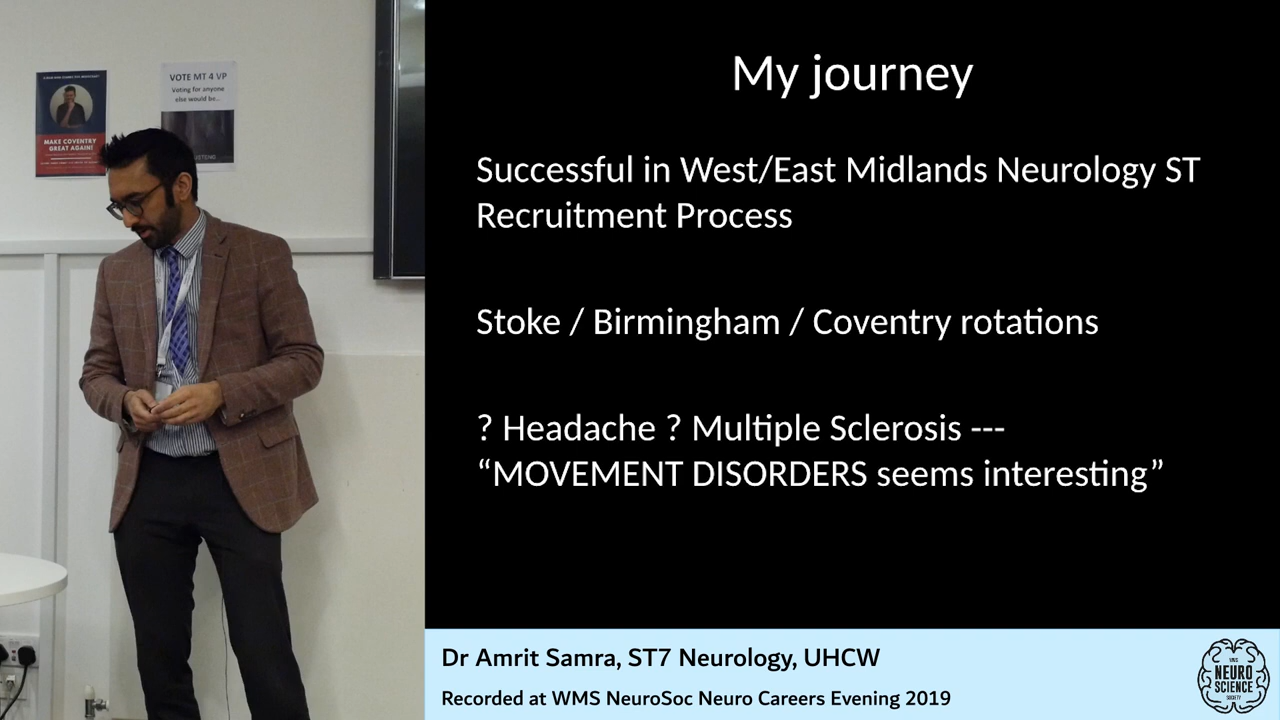 VOTE MT 4 VP
Voting for anyone
else would be...
MAKE COVENTRY
GREAT AGAIN!
My journey
Successful in West/East Midlands Neurology ST
Recruitment Process
Stoke / Birmingham / Coventry rotations
? Headache ? Multiple Sclerosis ---
“MOVEMENT DISORDERS seems interesting”
Dr Amrit Samra, ST7 Neurology, UHCW
Recorded at WMS NeuroSoc Neuro Careers Evening 2019
WMS
NEURO
SCIENCE
SOCIETY